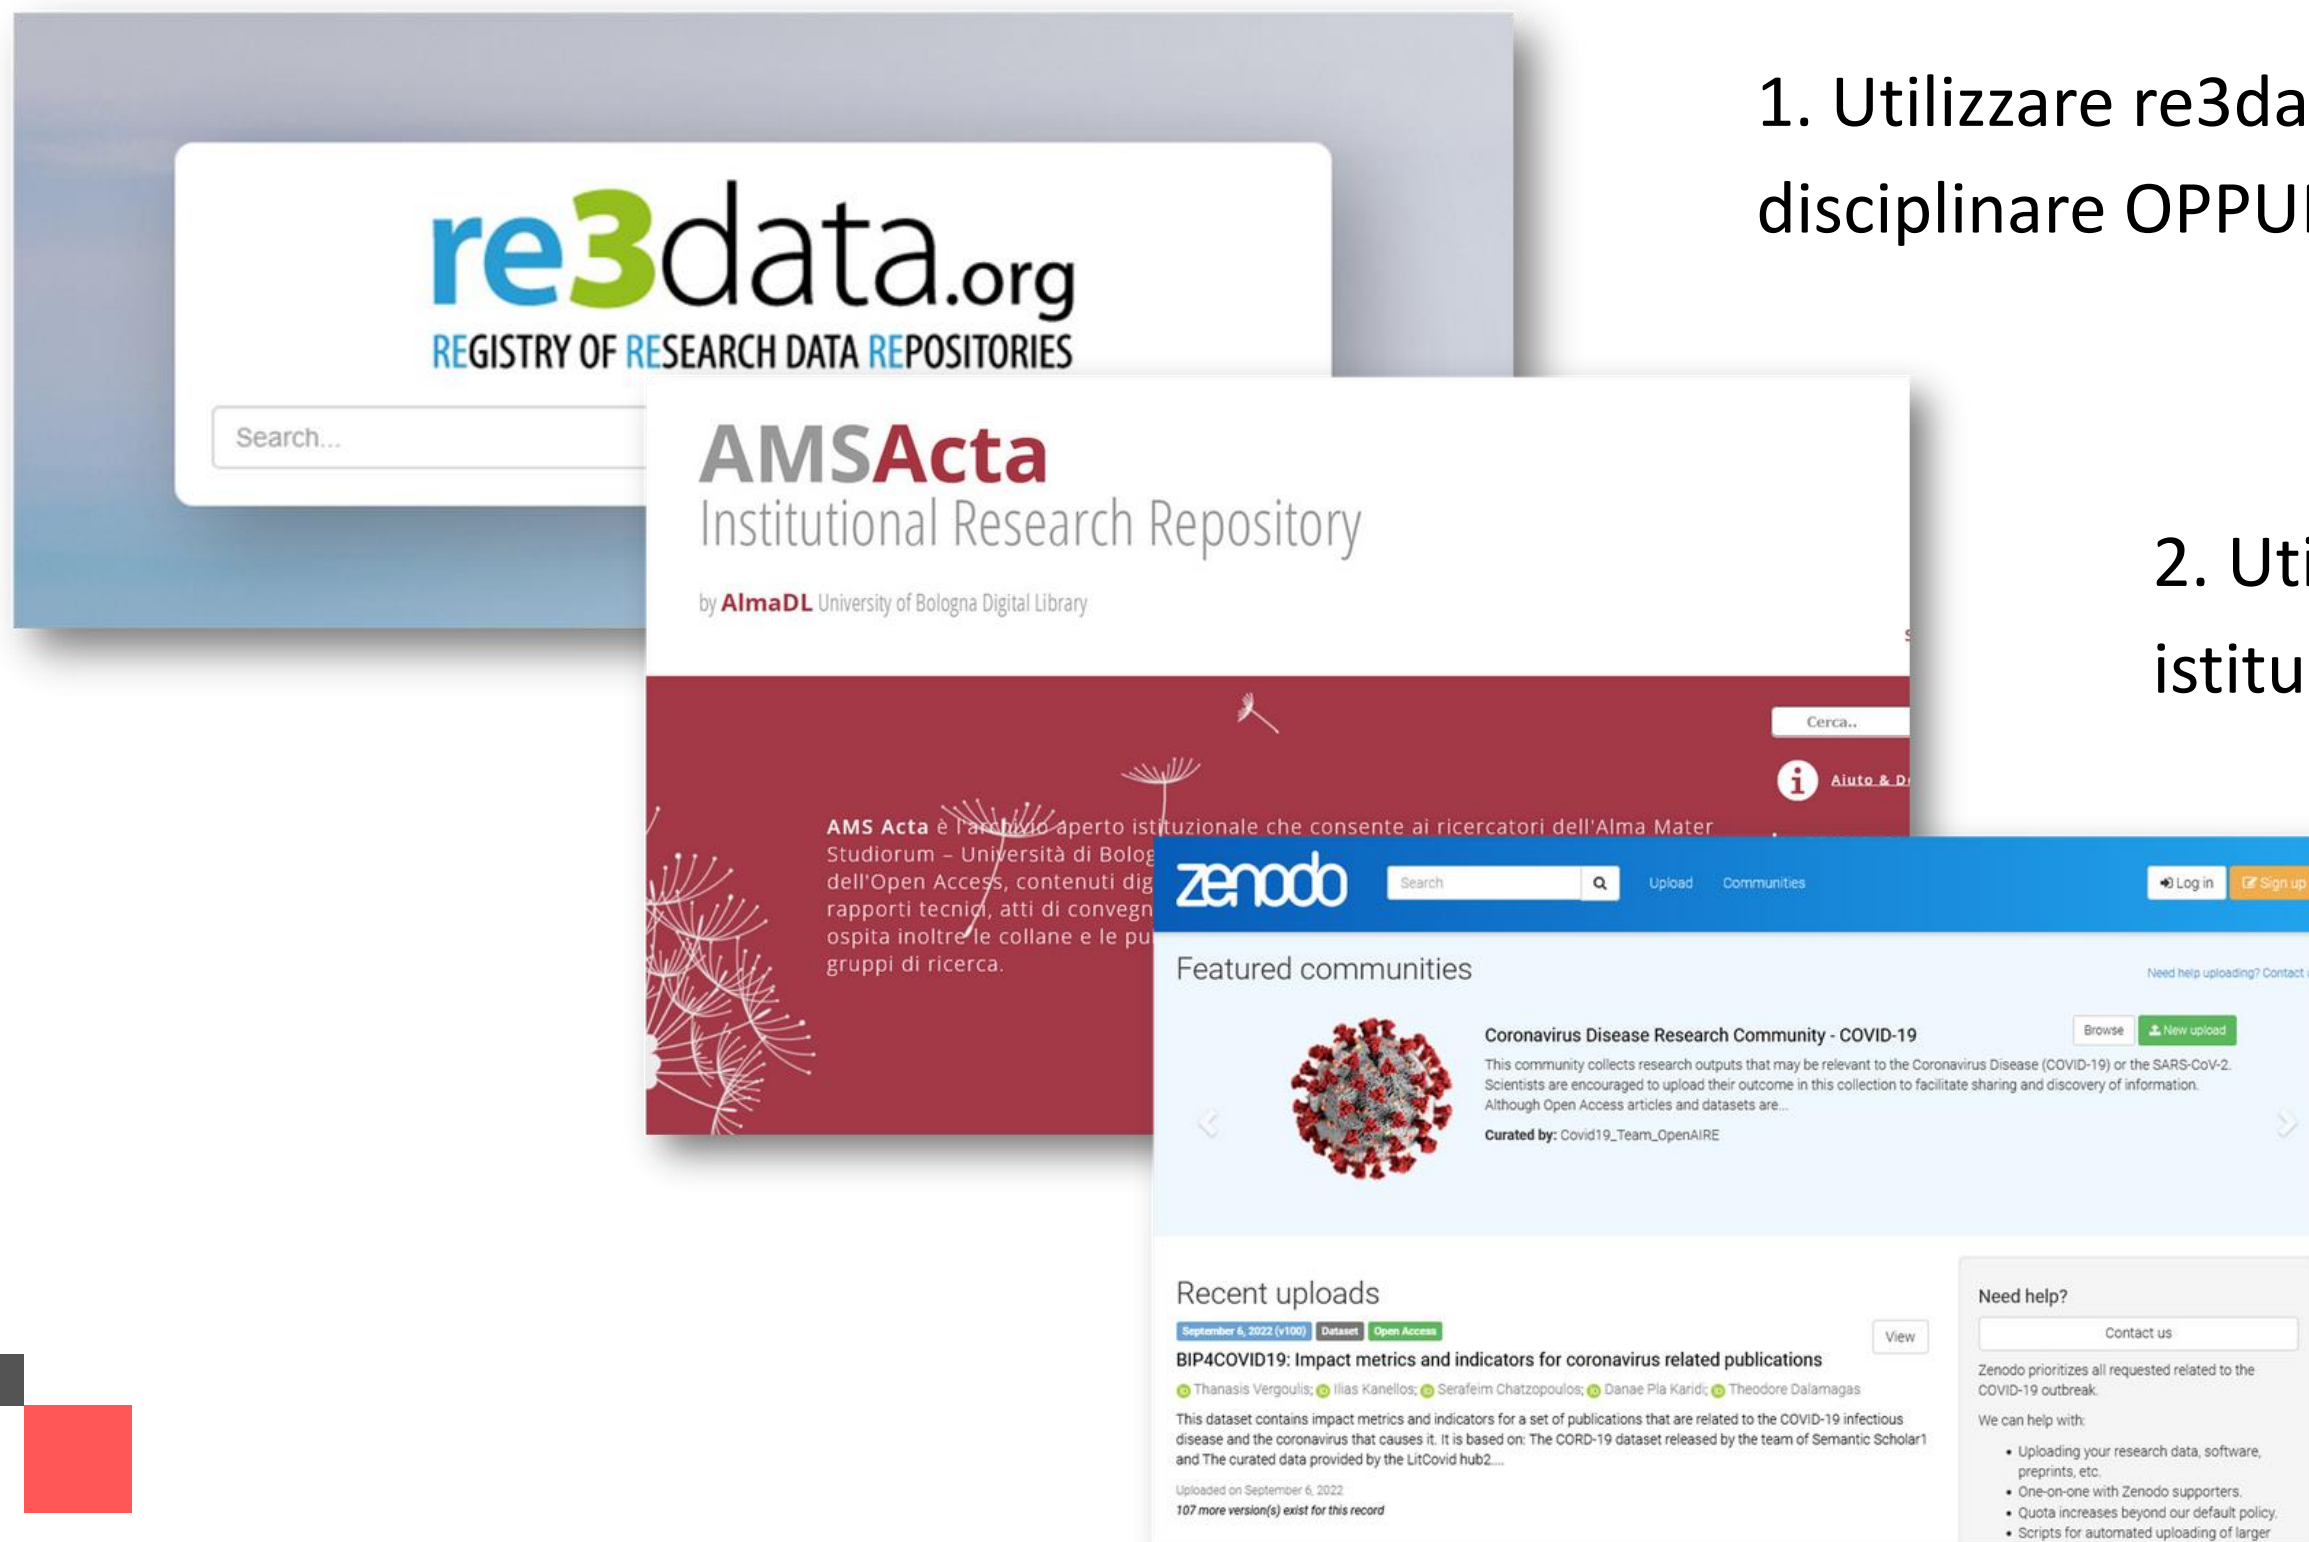 1. Utilizzare re3da
disciplinare OPPU
re3data.org
REGISTRY OF RESEARCH DATA REPOSITORIES
Search...
AMSActa
Institutional Research Repository
by AlmaDL University of Bologna Digital Library
2. Uti
istitu
Cerca..
Aiuto & D
AMS Acta è l'archivio aperto istituzionale che consente ai ricercatori dell'Alma Mater
Studiorum – Università di Bolog
dell'Open Access, contenuti dig
rapporti tecnici, atti di convegn
ospita inoltre le collane e le pu
gruppi di ricerca.
zenodo
Search
Upload
Communities
Log in
Sign up
Featured communities
Need help uploading? Contact
Coronavirus Disease Research Community - COVID-19
Browse
New upload
This community collects research outputs that may be relevant to the Coronavirus Disease (COVID-19) or the SARS-CoV-2.
Scientists are encouraged to upload their outcome in this collection to facilitate sharing and discovery of information.
Although Open Access articles and datasets are...
Curated by: Covid19_Team_OpenAIRE
Recent uploads
September 6, 2022 (v100) Dataset Open Access
View
BIP4COVID19: Impact metrics and indicators for coronavirus related publications
Thanasis Vergoulis; Ilias Kanellos; Serafeim Chatzopoulos; Danae Pla Karidi; Theodore Dalamagas
This dataset contains impact metrics and indicators for a set of publications that are related to the COVID-19 infectious
disease and the coronavirus that causes it. It is based on: The CORD-19 dataset released by the team of Semantic Scholar1
and The curated data provided by the LitCovid hub2....
Uploaded on September 6, 2022
107 more version(s) exist for this record
Need help?
Contact us
Zenodo prioritizes all requested related to the
COVID-19 outbreak.
We can help with:
• Uploading your research data, software,
preprints, etc.
• One-on-one with Zenodo supporters.
• Quota increases beyond our default policy.
• Scripts for automated uploading of larger